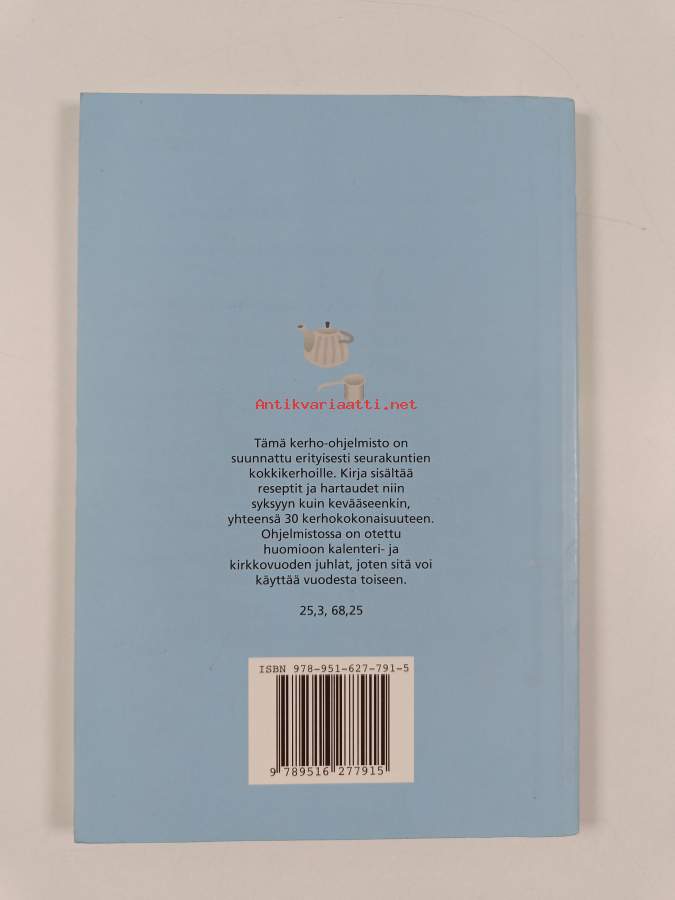 Antikvariaatti.net
Tämä kerho-ohjelmisto on
suunnattu erityisesti seurakuntien
kokkikerhoille. Kirja sisältää
reseptit ja hartaudet niin
syksyyn kuin kevääseenkin,
yhteensä 30 kerhokokonaisuuteen.
Ohjelmistossa on otettu
huomioon kalenteri- ja
kirkkovuoden juhlat, joten sitä voi
käyttää vuodesta toiseen.
25,3, 68,25
ISBN 978-951-627-791-5
9 789516 277915